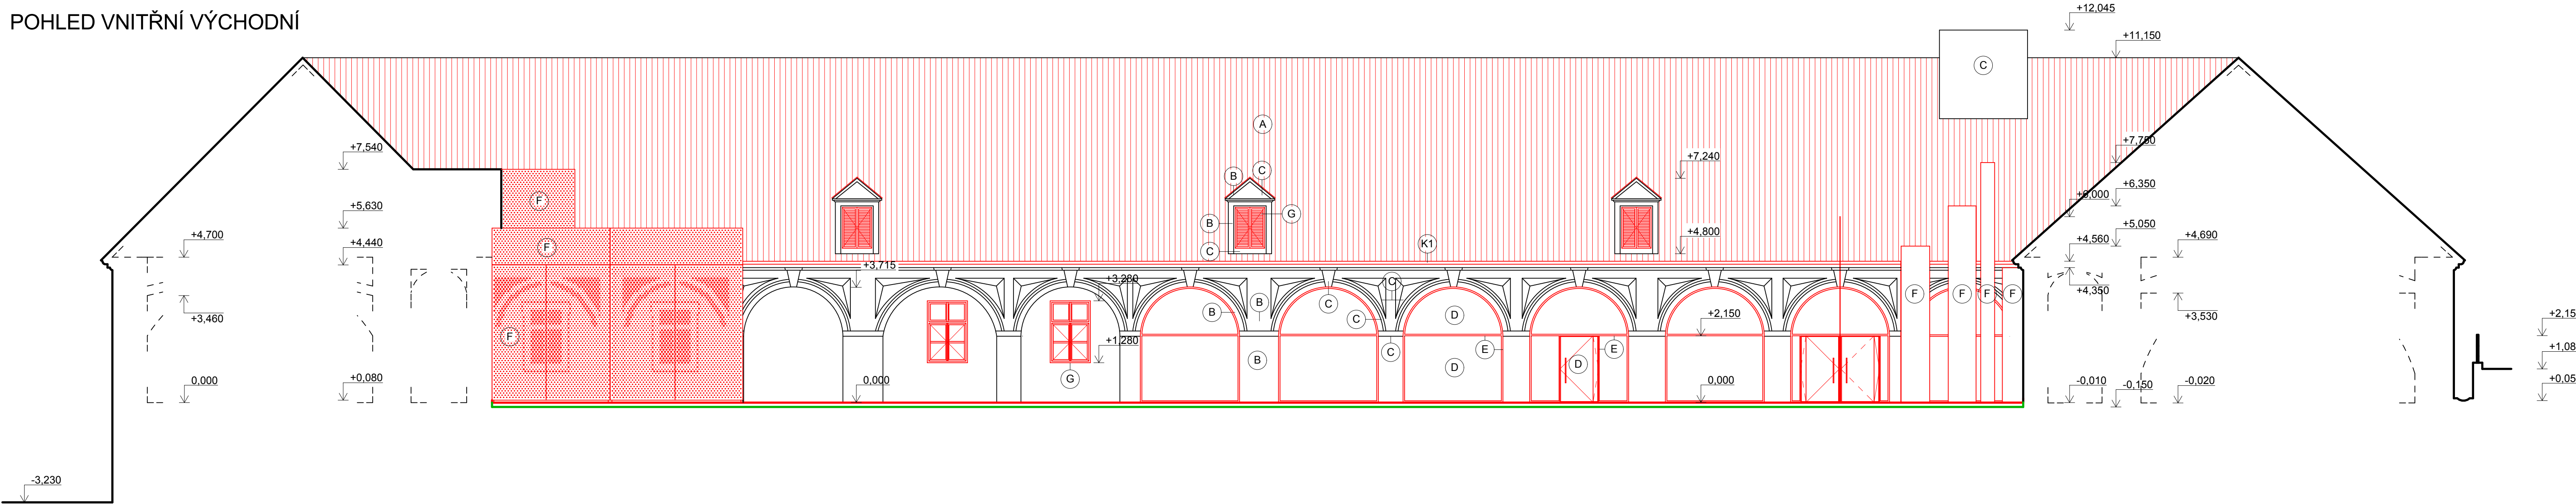 POHLED VNITŘNÍ VÝCHODNÍ
+12,045
+11,150
C
A
+7,540
+7,240
+7,750
B
C
F
+6,350
+6,000
+5,630
B
G
+4,700
F
+4,440
C
K1
+4,800
+5,050
+4,560
+4,690
+3,715
+3,280
C
+4,350
F
F
F
F
+3,460
B
B
C
C
D
+2,150
+3,530
F
+1,280
B
C
E
D
D
E
G
0,000
+0,080
0,000
0,000
-0,010
-0,150
-0,020
+2,15
+1,08
+0,05
-3,230